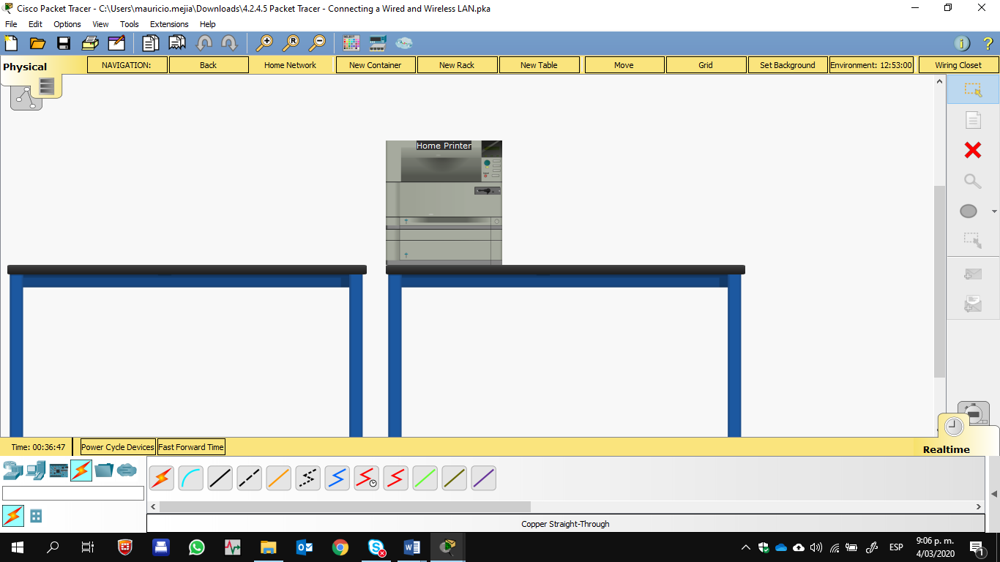 Cisco Packet Tracer - C:\Users\mauricio.mejia\Downloads\4.2.4.5 Packet Tracer - Connecting a Wired and Wireless LAN.pka
File Edit Options View Tools Extensions Help
Physical NAVIGATION: Back Home Network New Container New Rack New Table Move Grid Set Background Environment: 12:53:00 Wiring Closet
Home Printer
Time: 00:36:47 Power Cycle Devices Fast Forward Time
Realtime
Copper Straight-Through
ESP
9:06 p. m.
4/03/2020
1